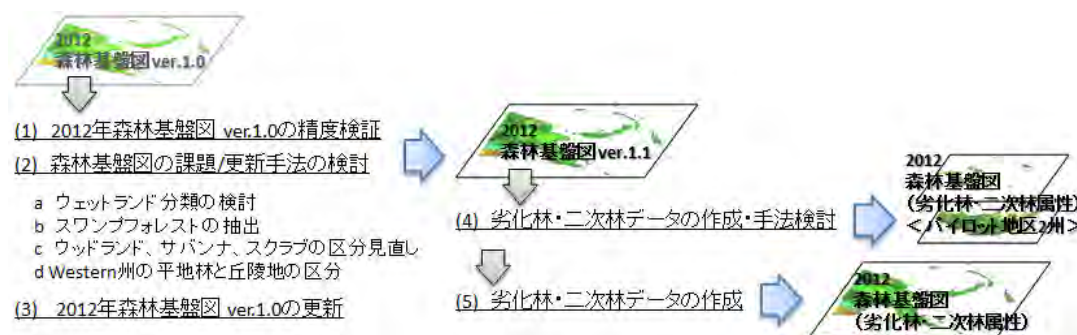 2012
森林基盤図 ver.1.0
(1) 2012年森林基盤図 ver.1.0の精度検証
(2) 森林基盤図の課題/更新手法の検討
a ウェットランド分類の検討
b スワンプフォレストの抽出
c ウッドランド、サバンナ、スクラブの区分見直し
d Western州の平地林と丘陵地の区分
(3) 2012年森林基盤図 ver.1.0の更新
2012
森林基盤図ver.1.1
(4) 劣化林・二次林データの作成・手法検討
(5) 劣化林・二次林データの作成
2012
森林基盤図
(劣化林・二次林属性)
<パイロット地区2州>
2012
森林基盤図
(劣化林・二次林属性)